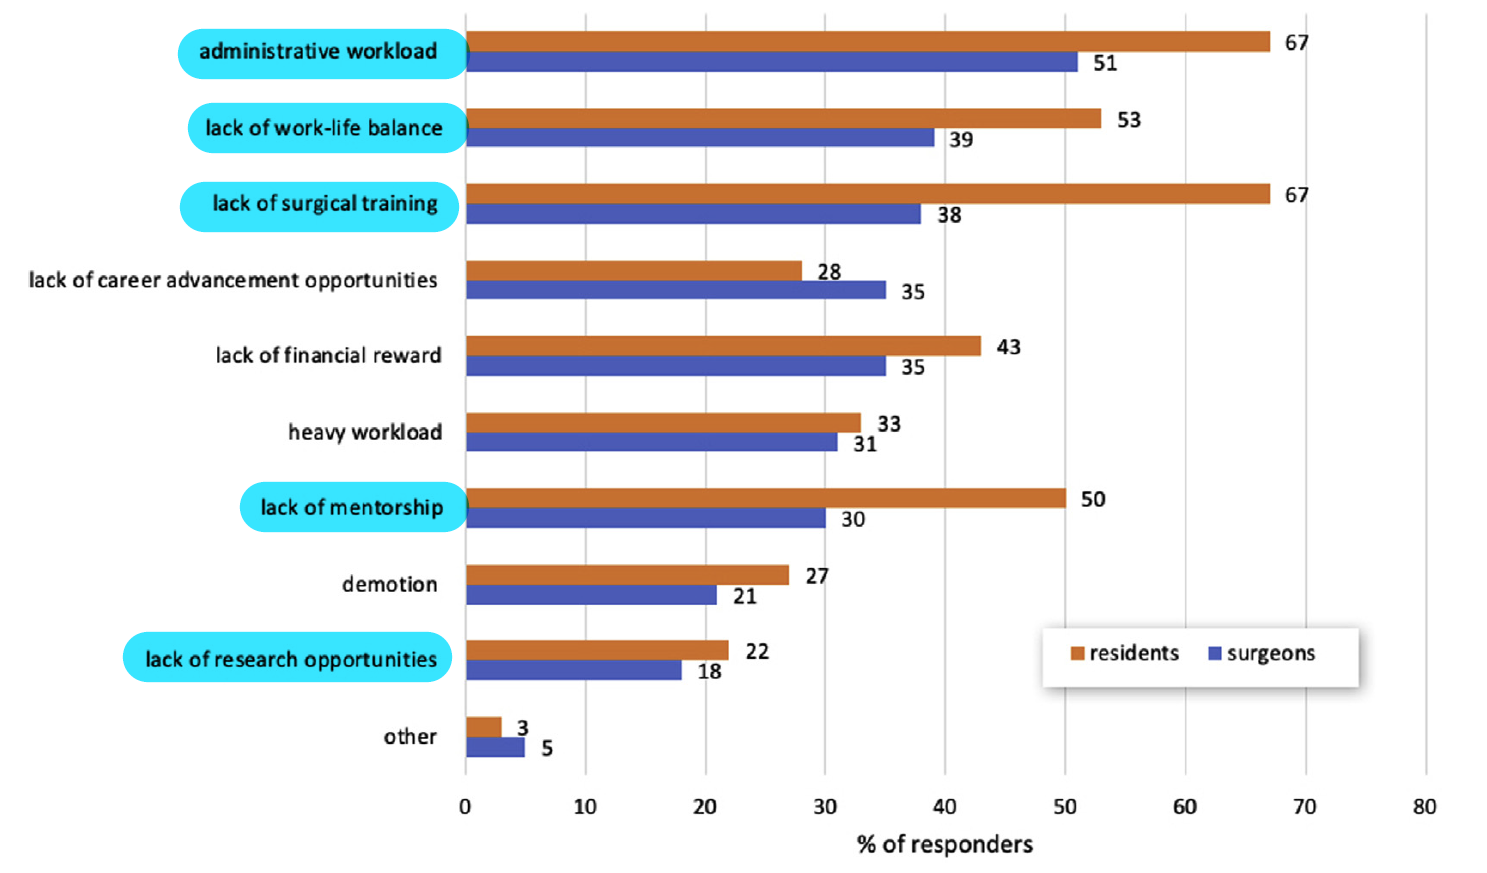 administrative workload
67
51
lack of work-life balance
53
39
lack of surgical training
67
38
lack of career advancement opportunities
28
35
lack of financial reward
43
35
heavy workload
33
31
lack of mentorship
50
30
demotion
27
21
lack of research opportunities
22
18
residents surgeons
other
3
5
0 10 20 30 40 50 60 70 80
% of responders